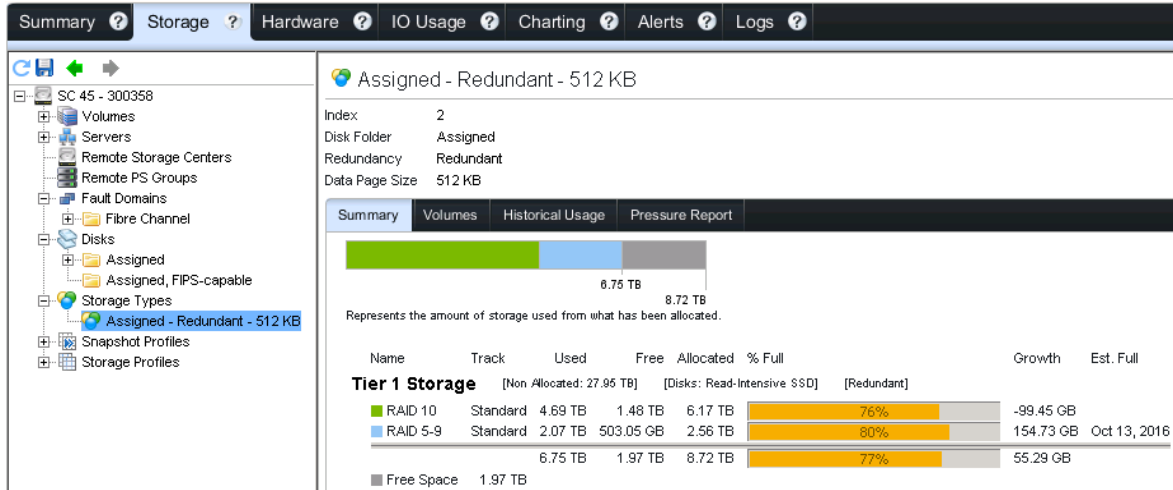 Summary ? Storage ? Hardware ? IO Usage ? Charting ? Alerts ? Logs ?
SC 45 - 300358
Volumes
Servers
Remote Storage Centers
Remote PS Groups
Fault Domains
Fibre Channel
Disks
Assigned
Assigned, FIPS-capable
Storage Types
Assigned - Redundant - 512 KB
Snapshot Profiles
Storage Profiles
Assigned - Redundant - 512 KB
Index 2
Disk Folder Assigned
Redundancy Redundant
Data Page Size 512 KB
Summary Volumes Historical Usage Pressure Report
6.75 TB
8.72 TB
Represents the amount of storage used from what has been allocated.
Name Track Used Free Allocated % Full Growth Est. Full
Tier 1 Storage [Non Allocated: 27.95 TB] [Disks: Read-Intensive SSD] [Redundant]
RAID 10 Standard 4.69 TB 1.48 TB 6.17 TB 76% -99.45 GB
RAID 5-9 Standard 2.07 TB 503.05 GB 2.56 TB 80% 154.73 GB Oct 13, 2016
6.75 TB 1.97 TB 8.72 TB 77% 55.29 GB
Free Space 1.97 TB